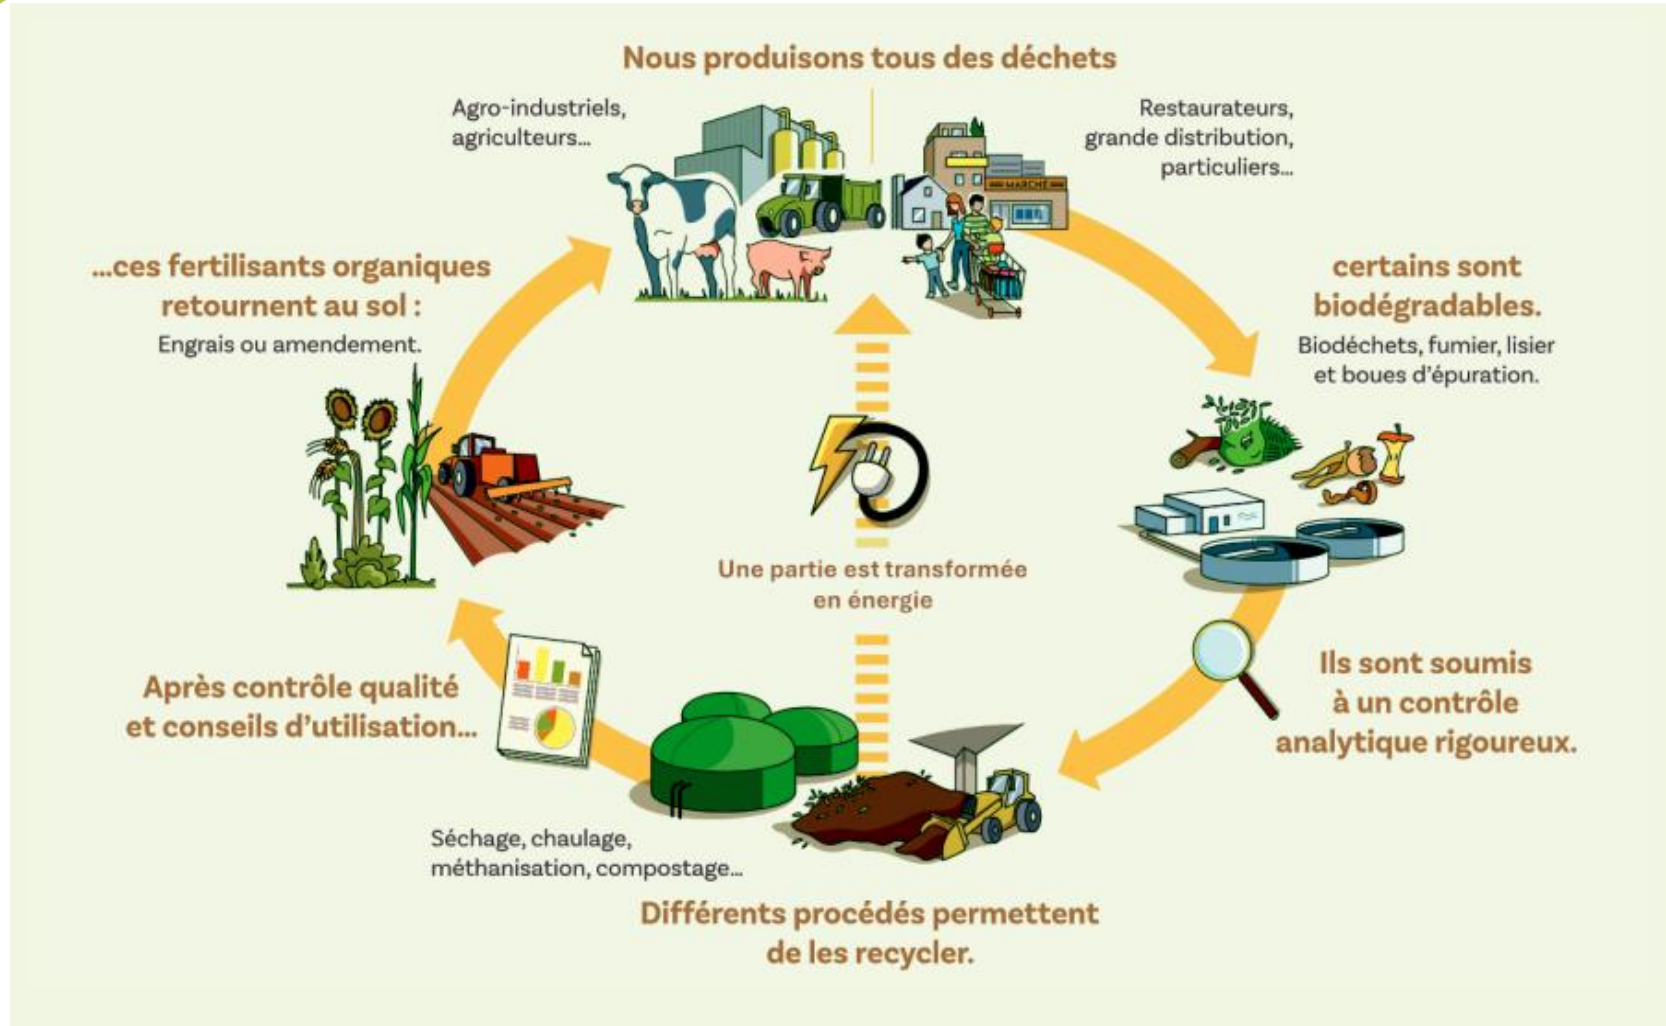 Nous produisons tous des déchets
Agro-industriels,
agriculteurs...
Restaurateurs,
grande distribution,
particuliers...
MARCHÉ
certains sont
biodégradables.
Biodéchets, fumier, lisier
et boues d'épuration.
Ils sont soumis
à un contrôle
analytique rigoureux.
Différents procédés permettent
de les recycler.
Séchage, chaulage,
méthanisation, compostage...
Une partie est transformée
en énergie
Après contrôle qualité
et conseils d'utilisation...
...ces fertilisants organiques
retournent au sol :
Engrais ou amendement.